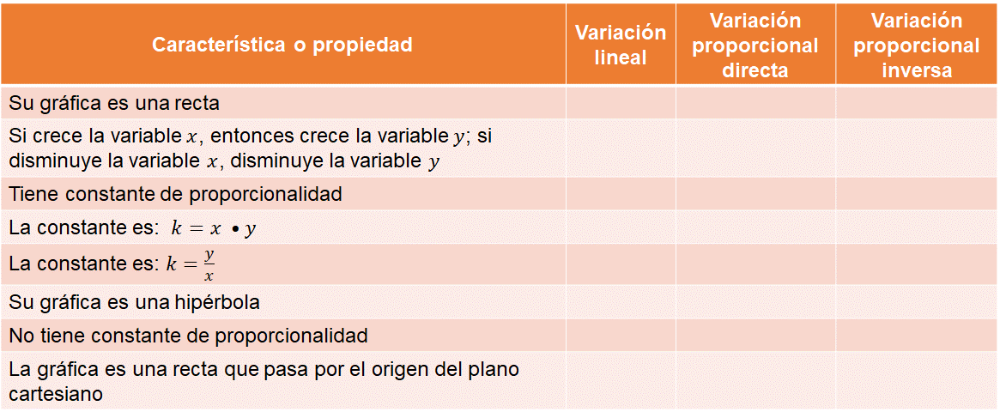 Característica o propiedad
Variación
lineal
Variación
proporcional
directa
Variación
proporcional
inversa
Su gráfica es una recta
Si crece la variable x, entonces crece la variable y; si
disminuye la variable x, disminuye la variable y
Tiene constante de proporcionalidad
La constante es: k = x • y
La constante es: k = y/x
Su gráfica es una hipérbola
No tiene constante de proporcionalidad
La gráfica es una recta que pasa por el origen del plano
cartesiano